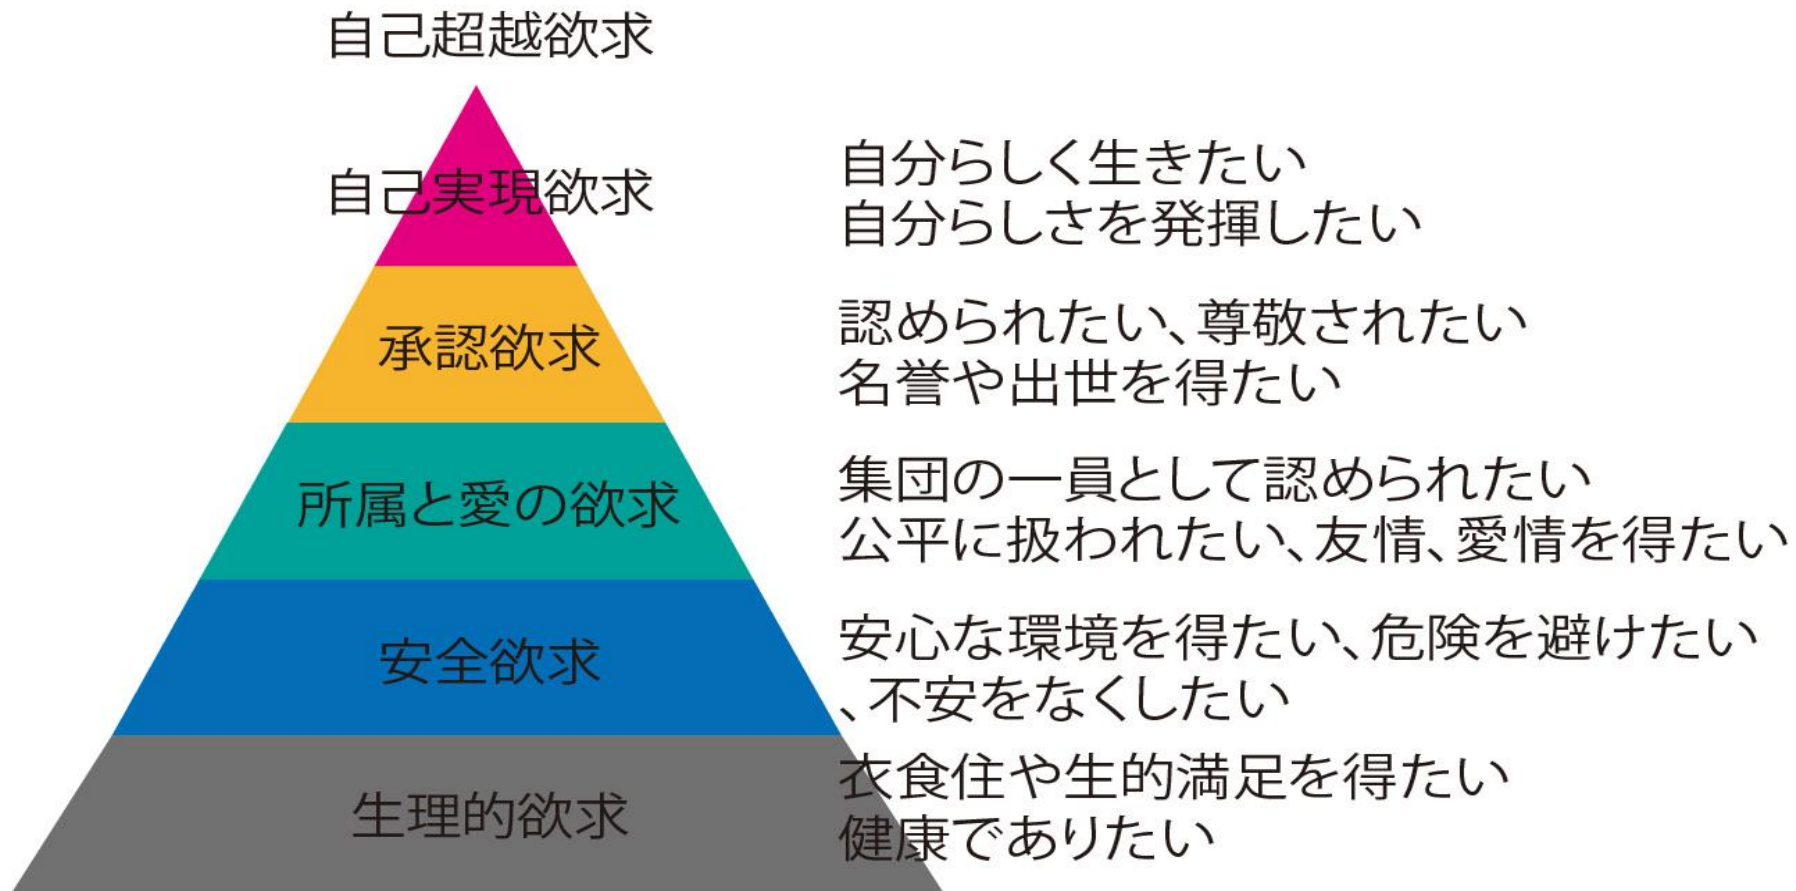 自己超越欲求
自己実現欲求
自分らしく生きたい
自分らしさを発揮したい
承認欲求
認められたい、尊敬されたい
名誉や出世を得たい
所属と愛の欲求
集団の一員として認められたい
公平に扱われたい、友情、愛情を得たい
安全欲求
安心な環境を得たい、危険を避けたい
、不安をなくしたい
生理的欲求
衣食住や生的満足を得たい
健康でありたい